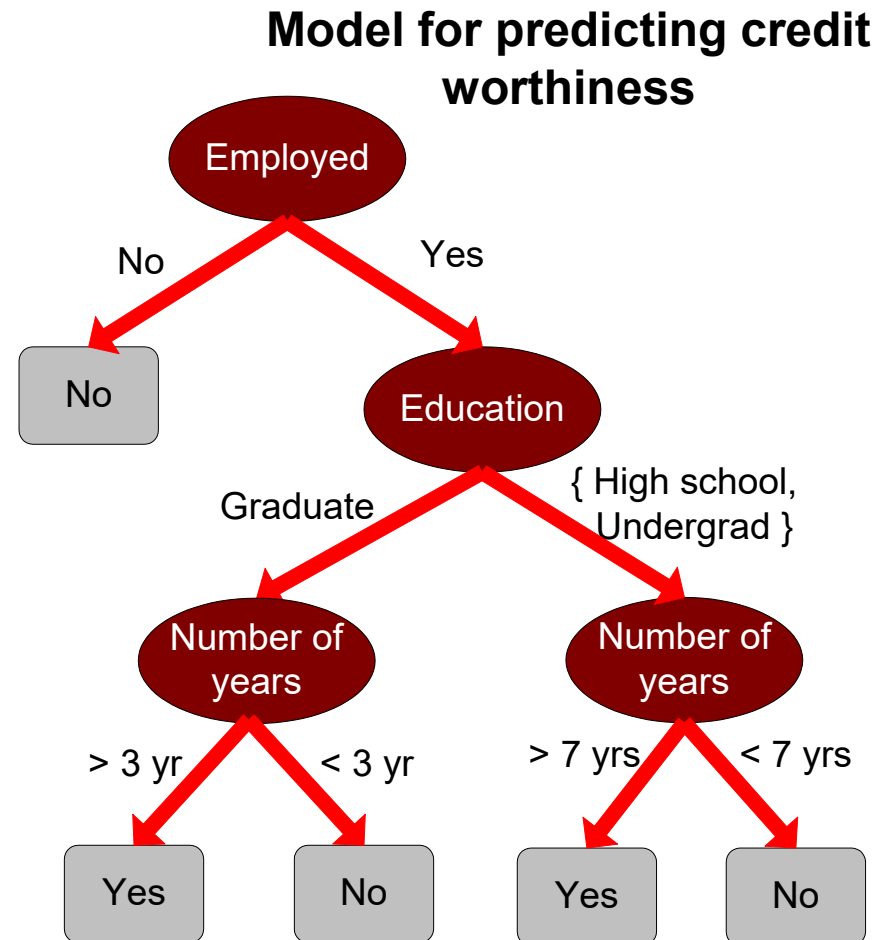 Model for predicting credit
worthiness
Employed
No
Yes
No
Education
Graduate
{ High school,
Undergrad }
Number of
years
Number of
years
> 3 yr
< 3 yr
> 7 yrs
< 7 yrs
Yes
No
Yes
No